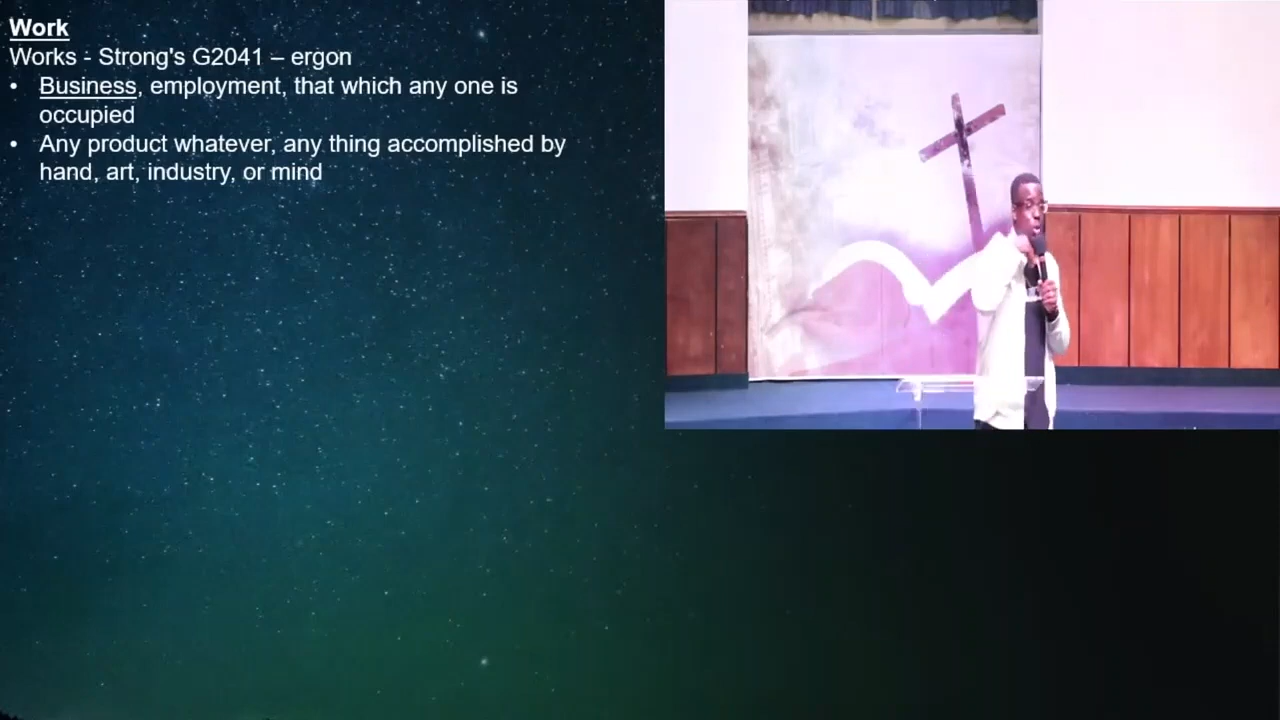 Work
Works - Strong's G2041 – ergon
• Business, employment, that which any one is
occupied
• Any product whatever, any thing accomplished by
hand, art, industry, or mind